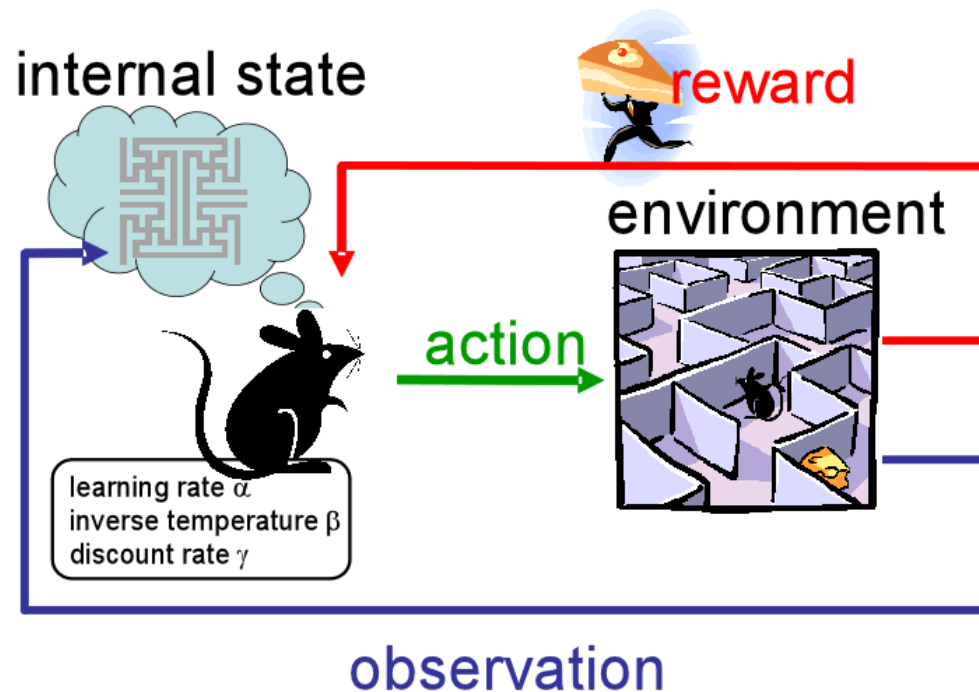 internal state
reward
environment
action
learning rate α
inverse temperature β
discount rate γ
observation